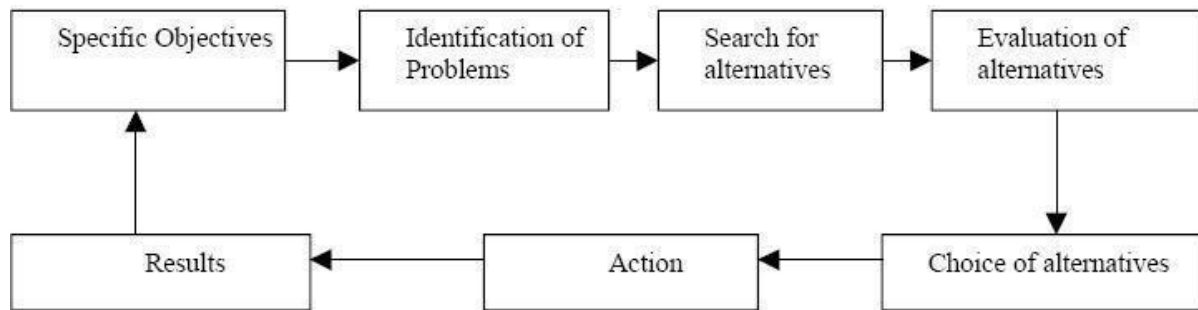 Specific Objectives
Identification of
Problems
Search for
alternatives
Evaluation of
alternatives
Choice of alternatives
Action
Results